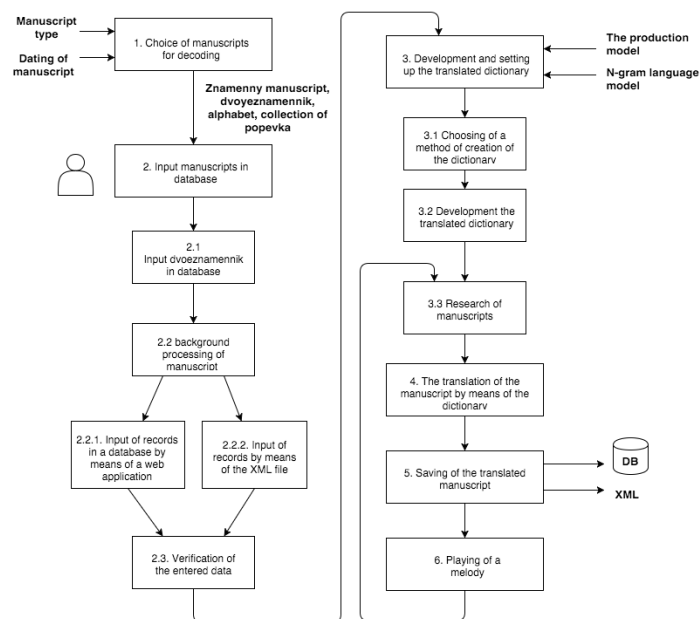 Manuscript
type
Dating of
manuscript
1. Choice of manuscripts
for decoding
Znamenny manuscript,
dvoyeznamennik,
alphabet, collection of
popevka
2. Input manuscripts in
database
2.1
Input dvoeznamennik
in database
2.2 background
processing of
manuscript
2.2.1. Input of records
in a database by
means of a web
application
2.2.2. Input of
records by means
of the XML file
2.3. Verification of
the entered data
3. Development and setting
up the translated dictionary
The production
model
N-gram language
model
3.1 Choosing of a
method of creation of
the dictionary
3.2 Development the
translated dictionary
3.3 Research of
manuscripts
4. The translation of the
manuscript by means of the
dictionary
5. Saving of the translated
manuscript
DB
XML
6. Playing of a
melody